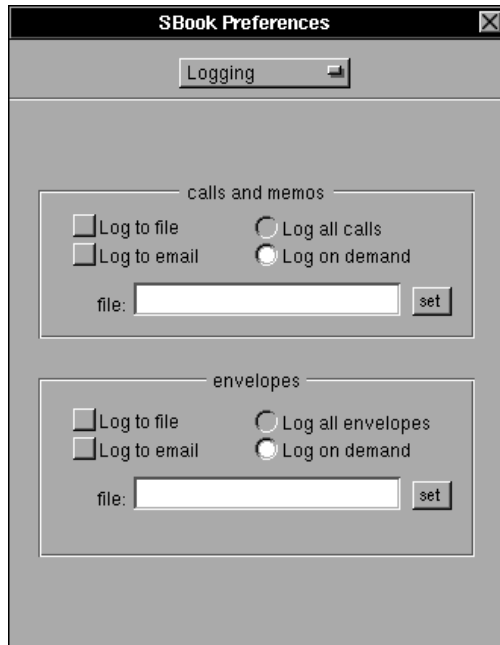 SBook Preferences
Logging
calls and memos
Log to file Log all calls
Log to email Log on demand
file: set
envelopes
Log to file Log all envelopes
Log to email Log on demand
file: set